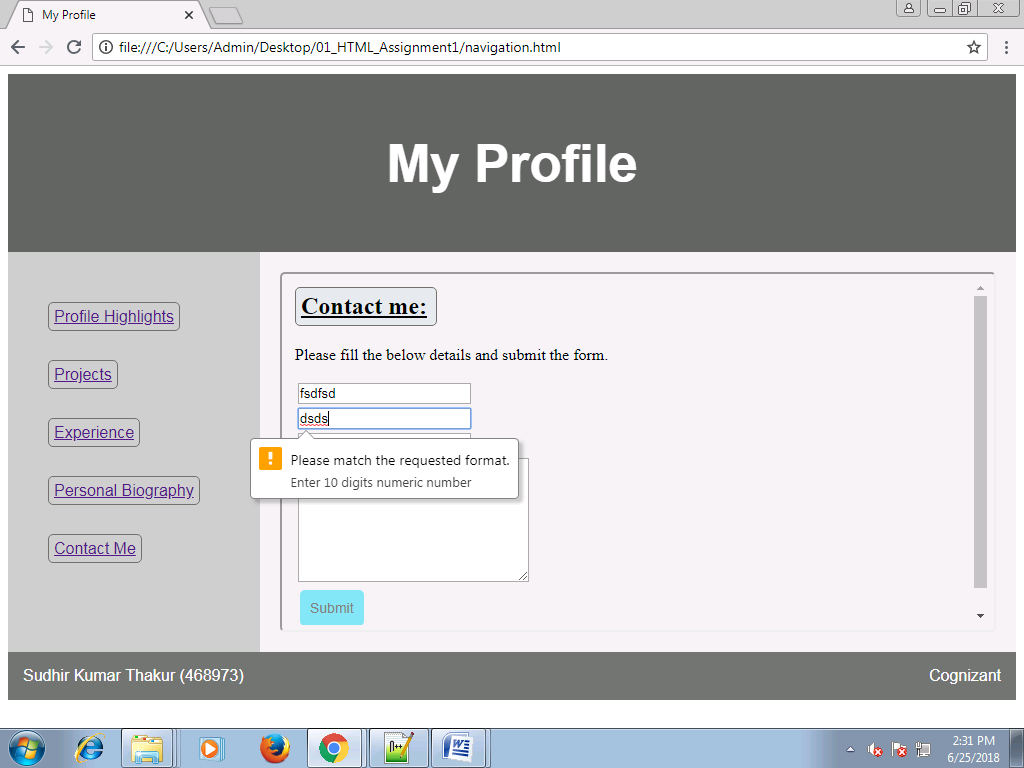 My Profile
file:///C:/Users/Admin/Desktop/01_HTML_Assignment1/navigation.html
My Profile
Profile Highlights
Projects
Experience
Personal Biography
Contact Me
Contact me:
Please fill the below details and submit the form.
fsdfsd
dsds
! Please match the requested format.
Enter 10 digits numeric number
Submit
Sudhir Kumar Thakur (468973)
Cognizant
N++
W
2:31 PM
6/25/2018